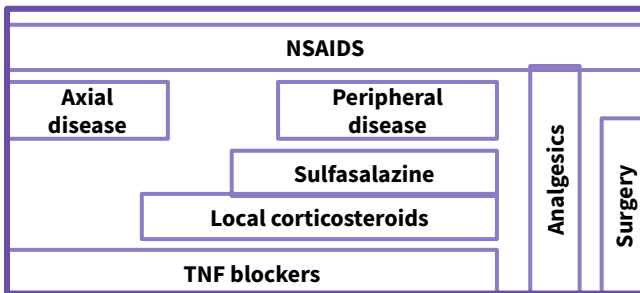 NSAIDS
Axial
disease
Peripheral
disease
Sulfasalazine
Local corticosteroids
TNF blockers
Analgesics
Surgery